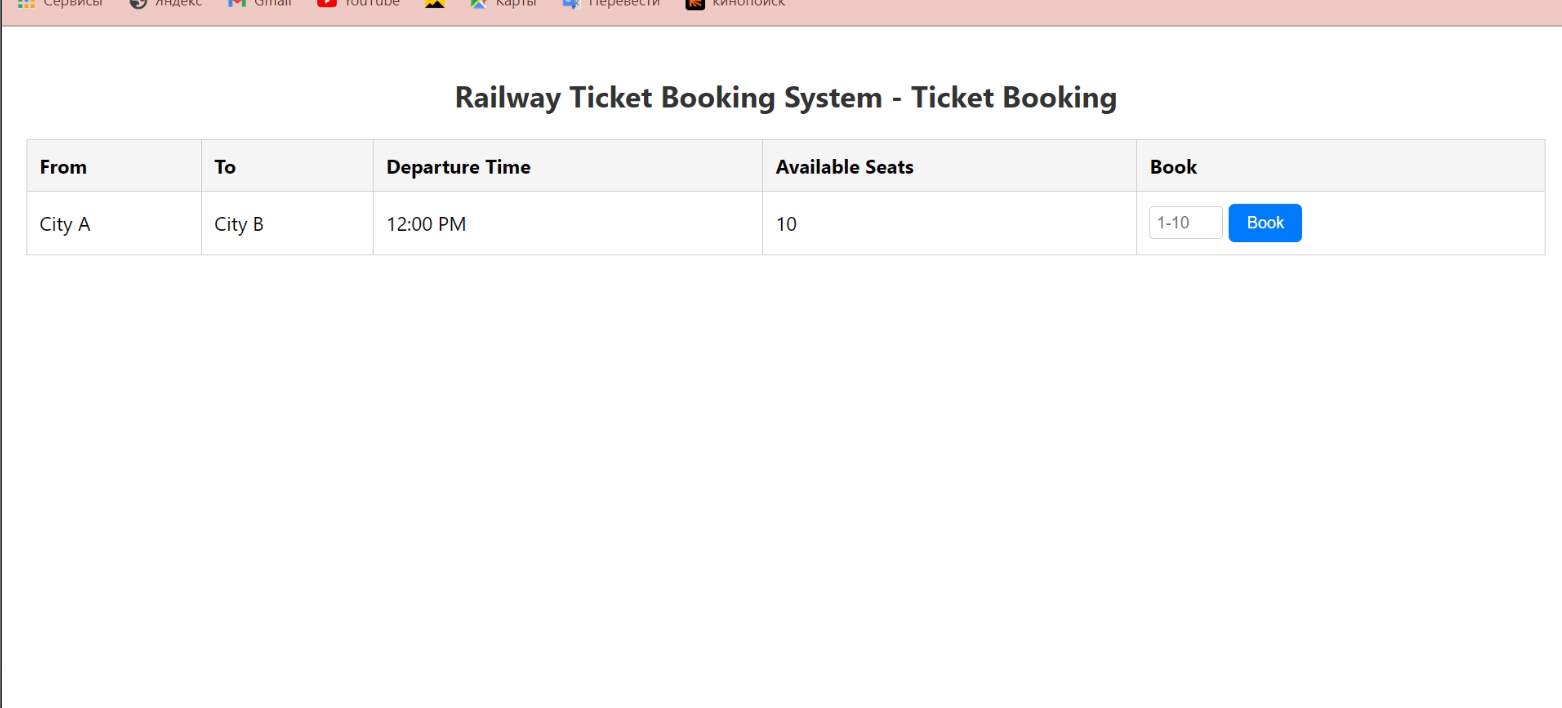 Сервисы Яндекс Gmail YouTube Карты Перевести кинопоиск
Railway Ticket Booking System - Ticket Booking
From To Departure Time Available Seats Book
City A City B 12:00 PM 10 1-10 Book